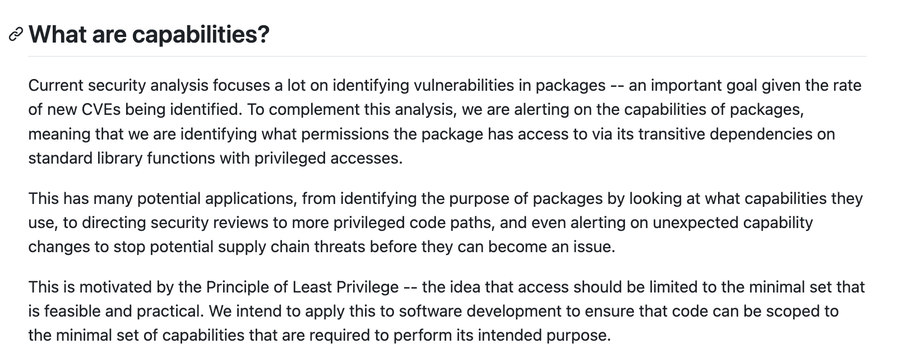 What are capabilities?
Current security analysis focuses a lot on identifying vulnerabilities in packages -- an important goal given the rate
of new CVEs being identified. To complement this analysis, we are alerting on the capabilities of packages,
meaning that we are identifying what permissions the package has access to via its transitive dependencies on
standard library functions with privileged accesses.
This has many potential applications, from identifying the purpose of packages by looking at what capabilities they
use, to directing security reviews to more privileged code paths, and even alerting on unexpected capability
changes to stop potential supply chain threats before they can become an issue.
This is motivated by the Principle of Least Privilege -- the idea that access should be limited to the minimal set that
is feasible and practical. We intend to apply this to software development to ensure that code can be scoped to
the minimal set of capabilities that are required to perform its intended purpose.